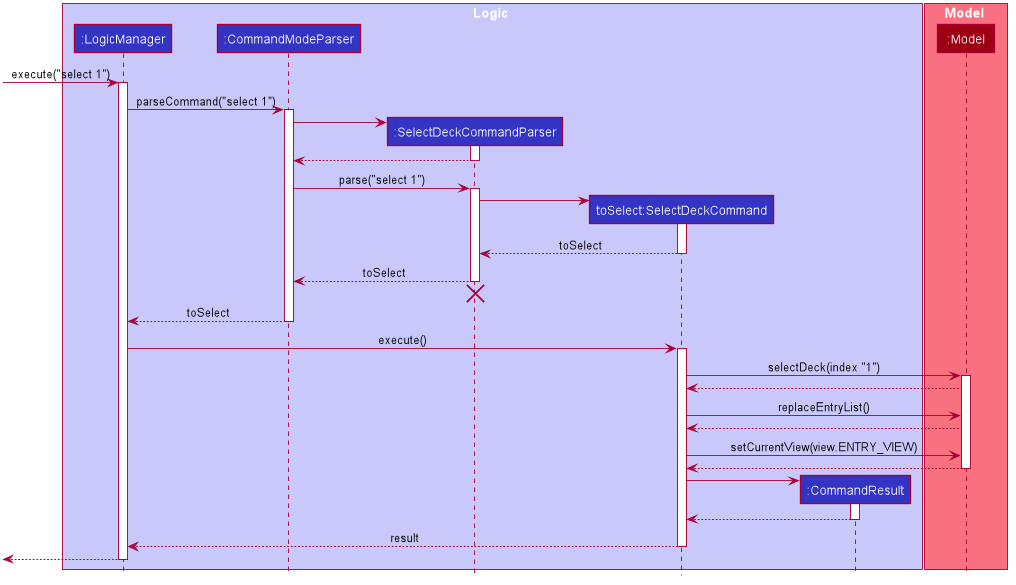 Logic
Model
:LogicManager
:CommandModeParser
:Model
execute("select 1")
parseCommand("select 1")
:SelectDeckCommandParser
parse("select 1")
toSelect:SelectDeckCommand
toSelect
toSelect
toSelect
execute()
selectDeck(index "1")
replaceEntryList()
setCurrentView(view.ENTRY_VIEW)
:CommandResult
result